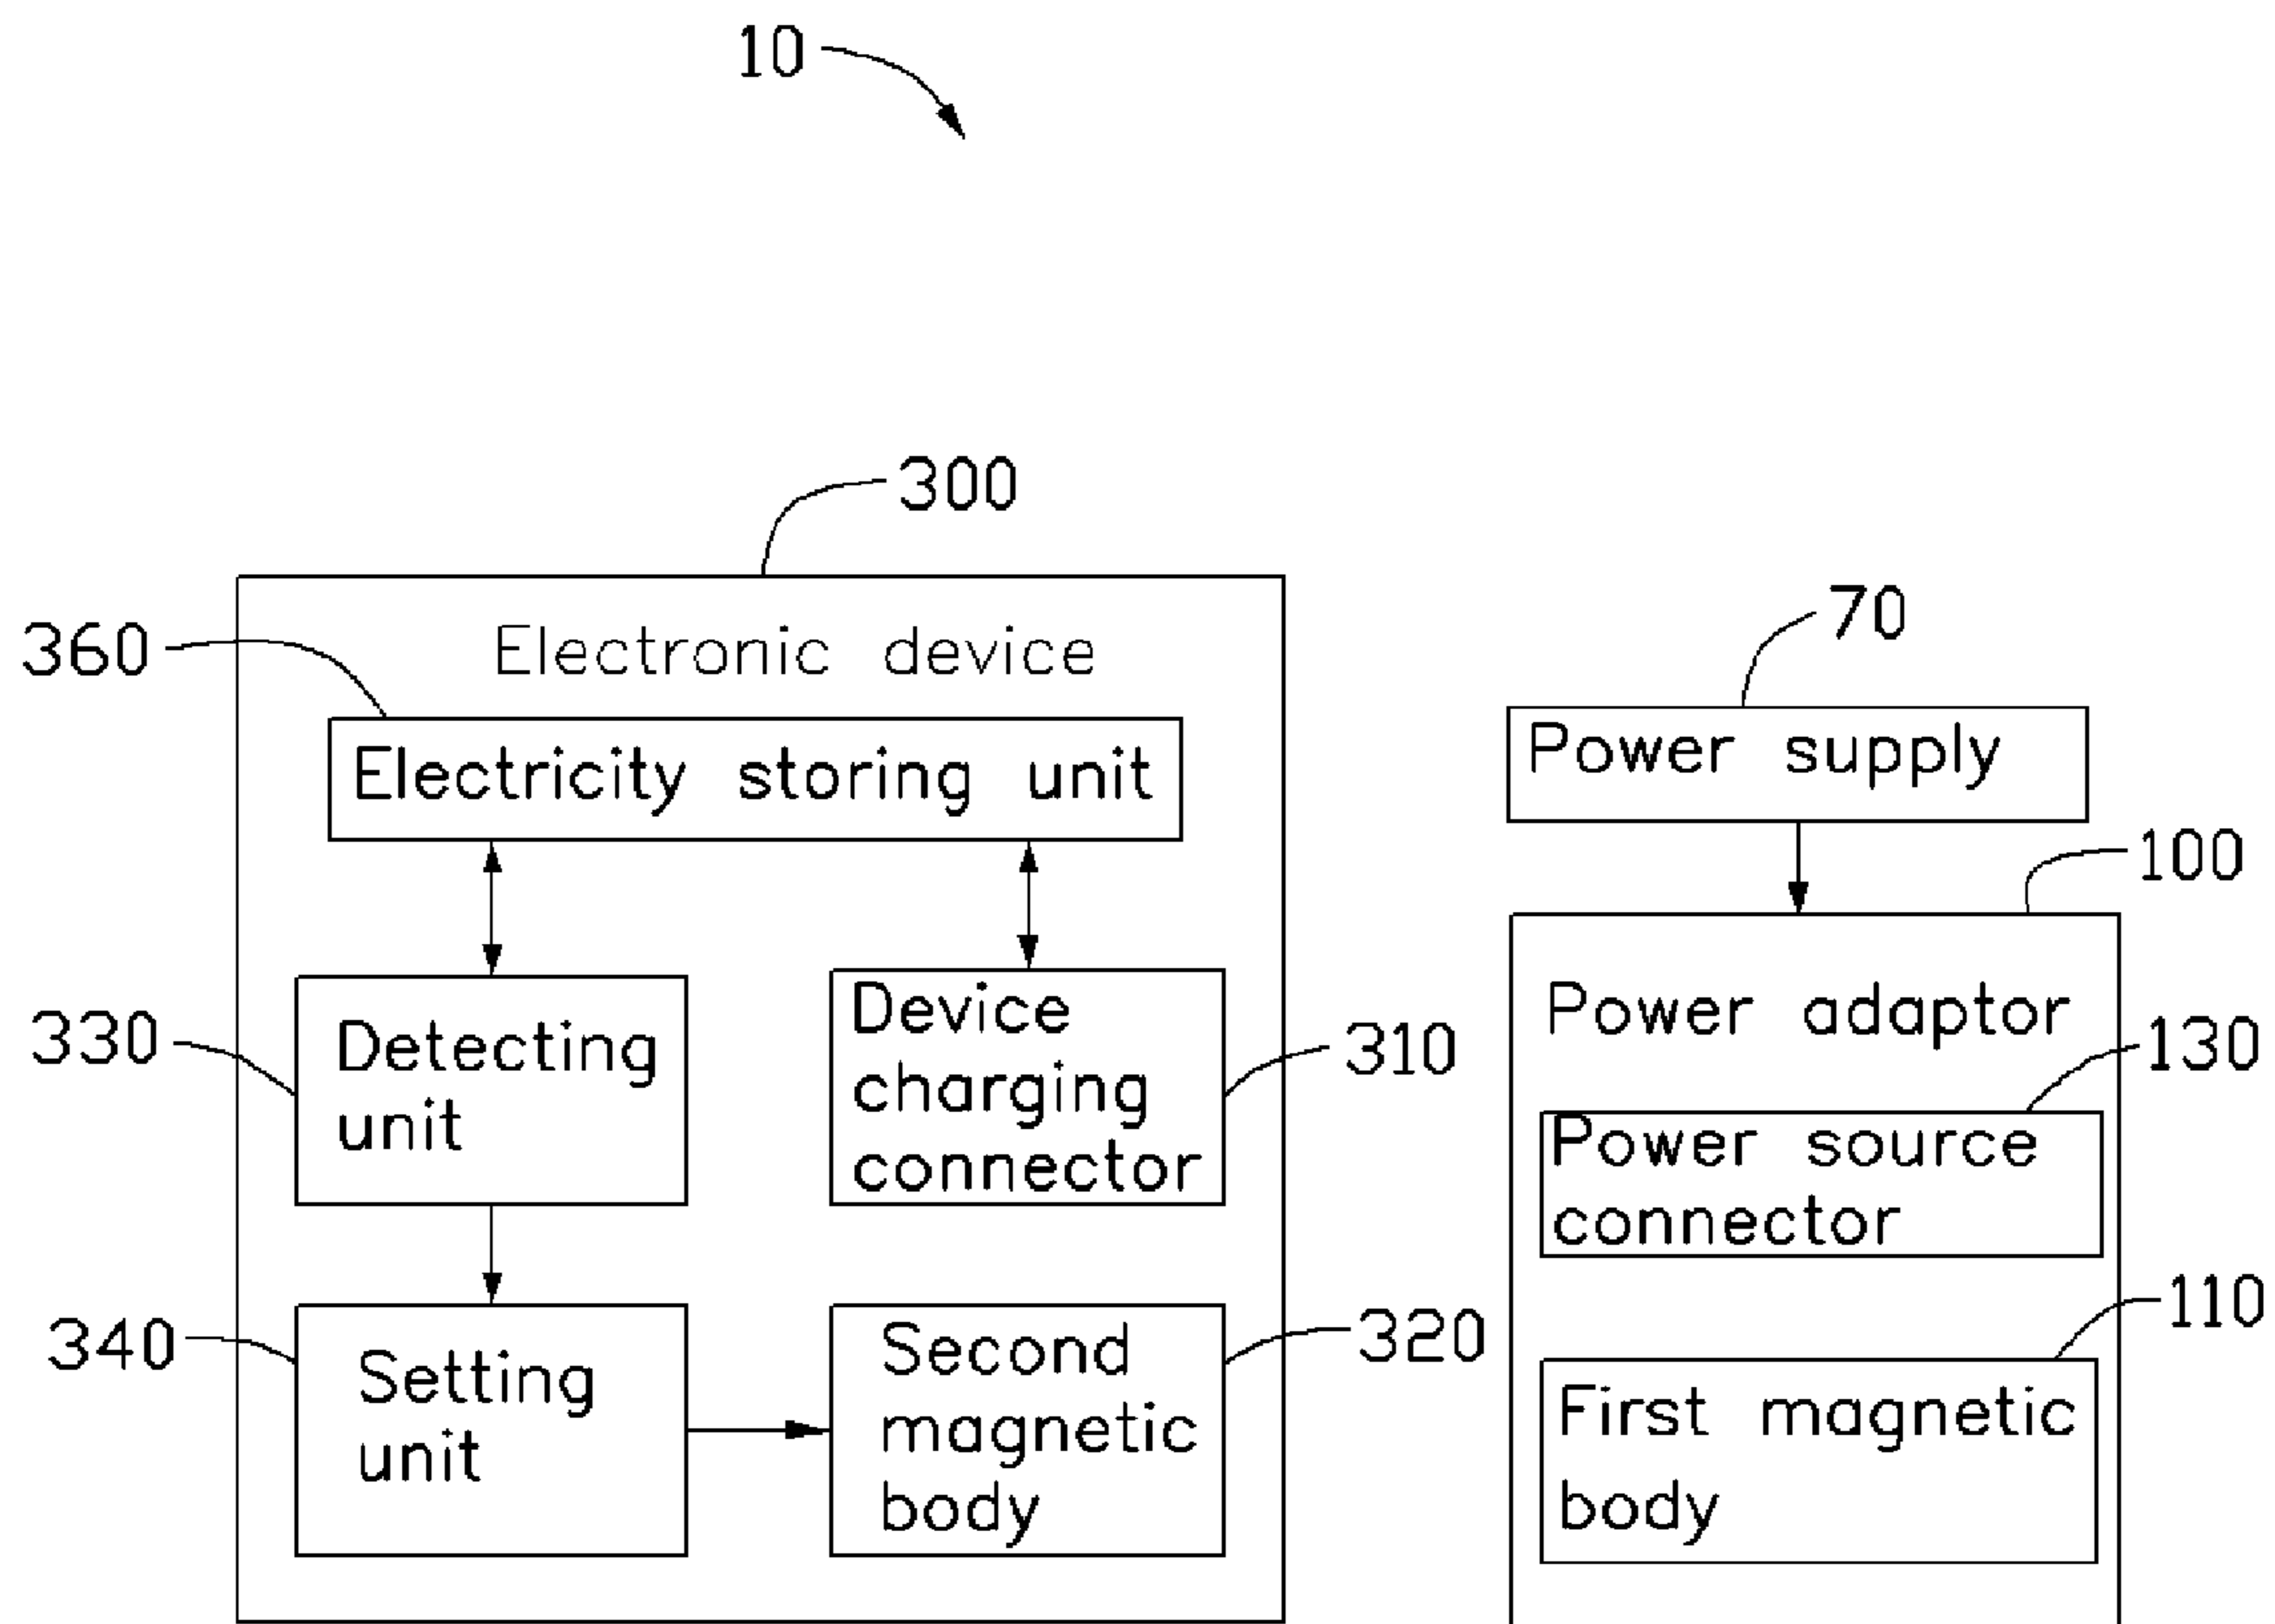 10
300
Electronic device
360
Electricity storing unit
330
Detecting
unit
Device
charging
connector
310
340
Setting
unit
Second
magnetic
body
320
70
Power supply
100
Power adaptor
130
Power source
connector
110
First magnetic
body